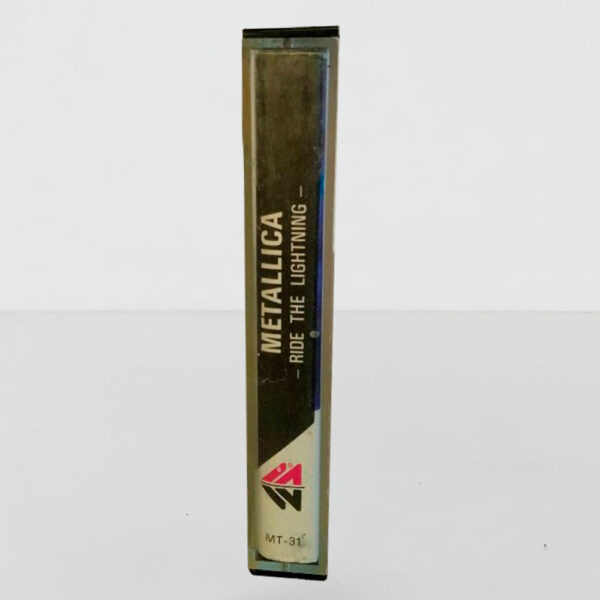 METALLICA
– RIDE THE LIGHTNING –
MT-31